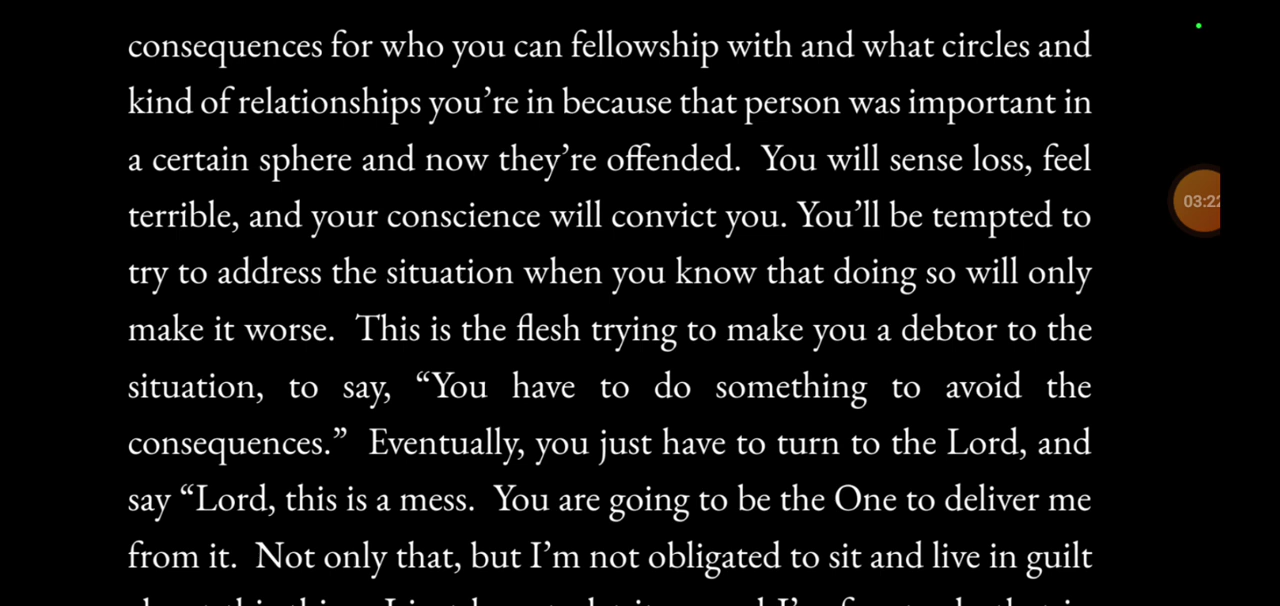 consequences for who you can fellowship with and what circles and
kind of relationships you’re in because that person was important in
a certain sphere and now they’re offended.  You will sense loss, feel
terrible, and your conscience will convict you. You’ll be tempted to
try to address the situation when you know that doing so will only
make it worse.  This is the flesh trying to make you a debtor to the
situation, to say, “You have to do something to avoid the
consequences.”  Eventually, you just have to turn to the Lord, and
say “Lord, this is a mess.  You are going to be the One to deliver me
from it.  Not only that, but I’m not obligated to sit and live in guilt
03:22